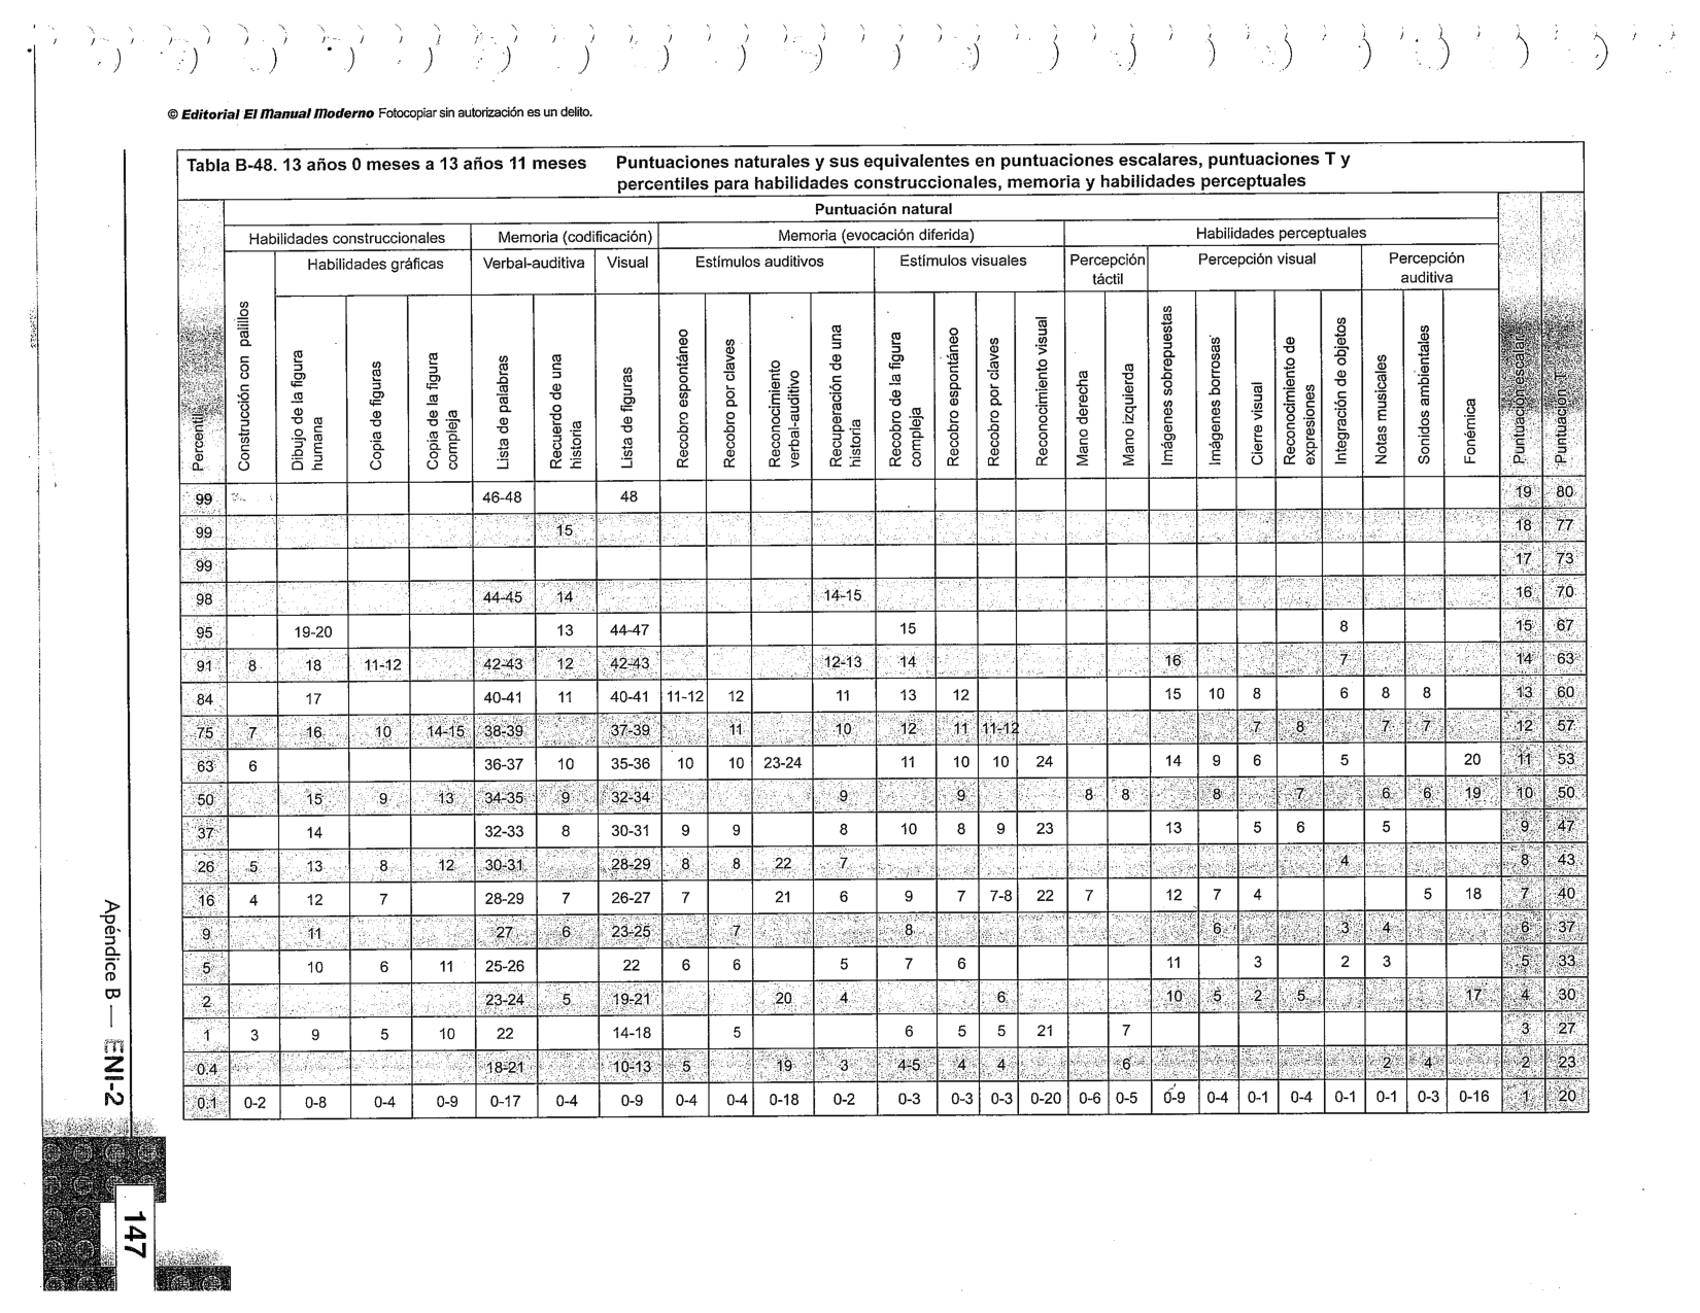 © Editorial El Manual Moderno Fotocopiar sin autorización es un delito.
Tabla B-48. 13 años 0 meses a 13 años 11 meses Puntuaciones naturales y sus equivalentes en puntuaciones escalares, puntuaciones T y
percentiles para habilidades construccionales, memoria y habilidades perceptuales
Puntuación natural
Habilidades construccionales Memoria (codificación) Memoria (evocación diferida) Habilidades perceptuales
Habilidades gráficas Verbal-auditiva Visual Estímulos auditivos Estímulos visuales Percepción táctil Percepción visual Percepción auditiva
Percentil
Construcción con palillos
Dibujo de la figura humana
Copia de figuras
Copia de la figura compleja
Lista de palabras
Recuerdo de una historia
Lista de figuras
Recobro espontáneo
Recobro por claves
Reconocimiento verbal-auditivo
Recuperación de una historia
Recobro de la figura compleja
Recobro espontáneo
Recobro por claves
Reconocimiento visual
Mano derecha
Mano izquierda
Imágenes sobrepuestas
Imágenes borrosas
Cierre visual
Reconocimiento de expresiones
Integración de objetos
Notas musicales
Sonidos ambientales
Fonémica
Puntuación escalar
Puntuación T
99 46-48 48 19 80
99 15 18 77
99 17 73
98 44-45 14 14-15 16 70
95 19-20 13 44-47 15 8 15 67
91 8 18 11-12 42-43 12 42-43 12-13 14 16 7 14 63
84 17 40-41 11 40-41 11-12 12 11 13 12 15 10 8 6 8 8 13 60
75 7 16 10 14-15 38-39 37-39 11 10 12 11 11-12 7 8 7 7 12 57
63 6 36-37 10 35-36 10 10 23-24 11 10 10 24 14 9 6 5 20 11 53
50 15 9 13 34-35 9 32-34 9 9 8 8 8 7 6 6 19 10 50
37 14 32-33 8 30-31 9 9 8 10 8 9 23 13 5 6 5 9 47
26 5 13 8 12 30-31 28-29 8 8 22 7 4 8 43
16 4 12 7 28-29 7 26-27 7 21 6 9 7 7-8 22 7 12 7 4 5 18 7 40
9 11 27 6 23-25 7 8 6 3 4 6 37
5 10 6 11 25-26 22 6 6 5 7 6 11 3 2 3 5 33
2 23-24 5 19-21 20 4 6 10 5 2 5 17 4 30
1 3 9 5 10 22 14-18 5 6 5 5 21 7 3 27
0.4 18-21 10-13 5 19 3 4-5 4 4 6 2 4 2 23
0.1 0-2 0-8 0-4 0-9 0-17 0-4 0-9 0-4 0-4 0-18 0-2 0-3 0-3 0-3 0-20 0-6 0-5 0-9 0-4 0-1 0-4 0-1 0-1 0-3 0-16 1 20
Apéndice B — ENI-2
147